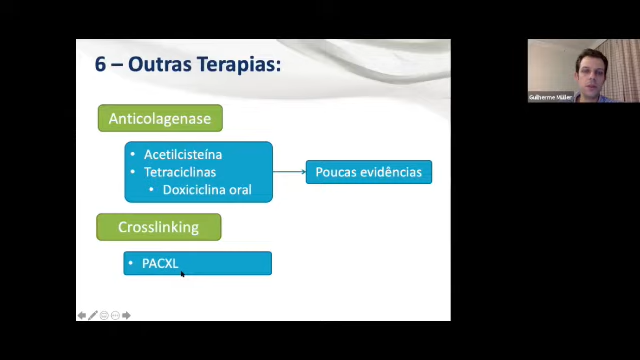 6 – Outras Terapias:
Anticolagenase
• Acetilcisteína
• Tetraciclinas
• Doxiciclina oral
Poucas evidências
Crosslinking
• PACXL
Guilherme Müller